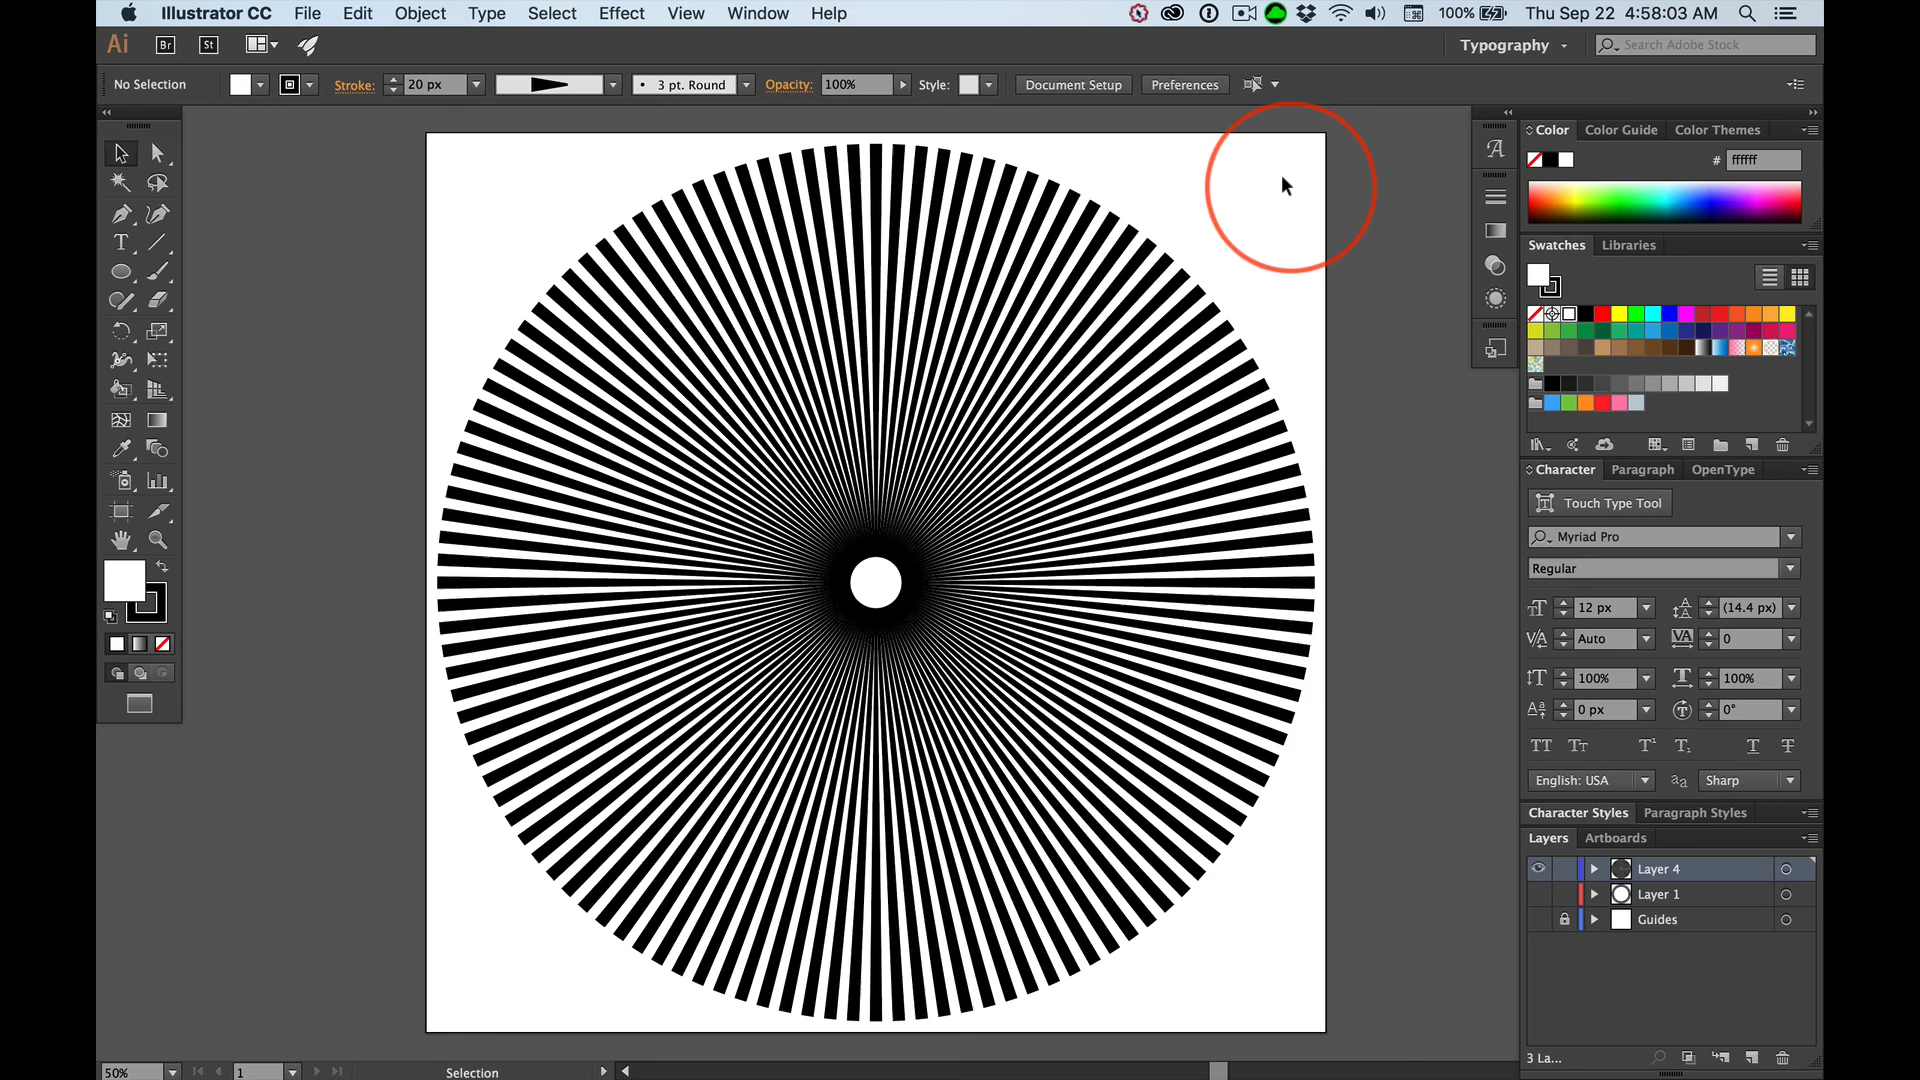 Illustrator CC File Edit Object Type Select Effect View Window Help 100% Thu Sep 22 4:58:03 AM
Ai Br St Typography Search Adobe Stock
No Selection Stroke: 20 px 3 pt. Round Opacity: 100% Style: Document Setup Preferences
Color Color Guide Color Themes
# ffffff
Swatches Libraries
Character Paragraph OpenType
Touch Type Tool
Myriad Pro
Regular
12 px (14.4 px)
Auto 0
100% 100%
0 px 0°
English: USA Sharp
Character Styles Paragraph Styles
Layers Artboards
Layer 4
Layer 1
Guides
3 La...
50% 1 Selection